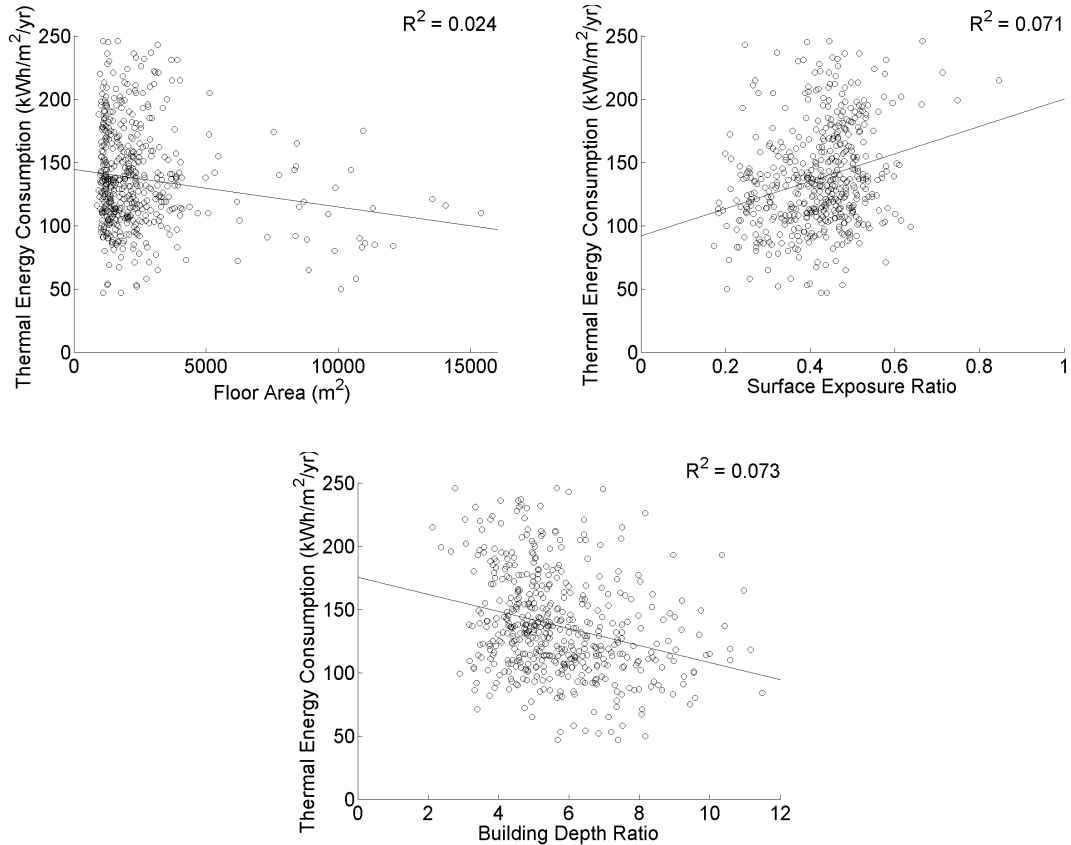 R² = 0.024
Thermal Energy Consumption (kWh/m²/yr)
250
200
150
100
50
0
0 5000 10000 15000
Floor Area (m²)
R² = 0.071
Thermal Energy Consumption (kWh/m²/yr)
250
200
150
100
50
0
0 0.2 0.4 0.6 0.8 1
Surface Exposure Ratio
R² = 0.073
Thermal Energy Consumption (kWh/m²/yr)
250
200
150
100
50
0
0 2 4 6 8 10 12
Building Depth Ratio